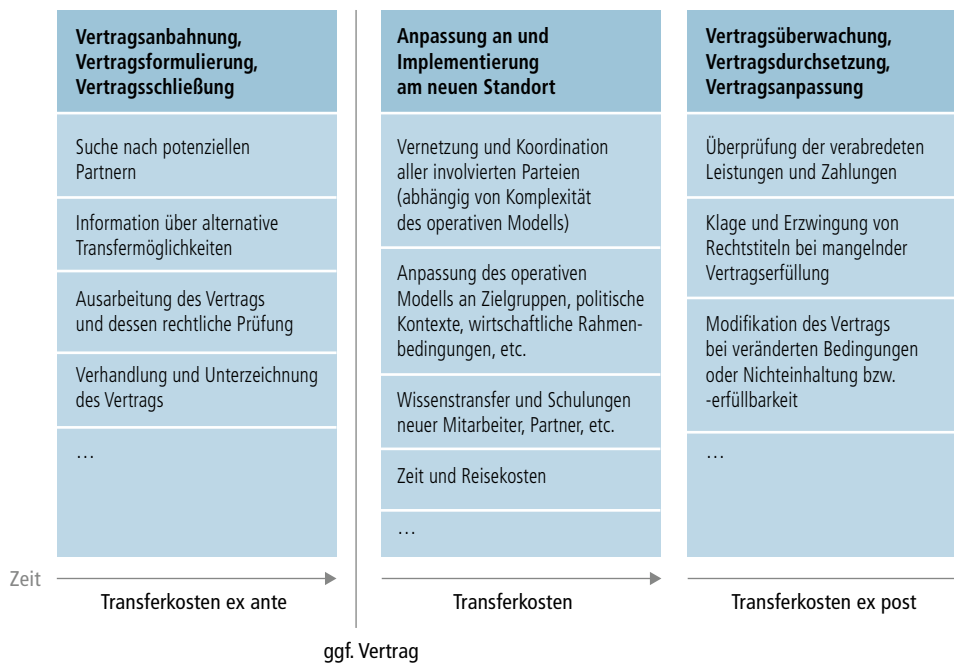 Vertragsanbahnung,
Vertragsformulierung,
Vertragsschließung
Suche nach potenziellen
Partnern
Information über alternative
Transfermöglichkeiten
Ausarbeitung des Vertrags
und dessen rechtliche Prüfung
Verhandlung und Unterzeichnung
des Vertrags
…
Anpassung an und
Implementierung
am neuen Standort
Vernetzung und Koordination
aller involvierten Parteien
(abhängig von Komplexität
des operativen Modells)
Anpassung des operativen
Modells an Zielgruppen, politische
Kontexte, wirtschaftliche Rahmen-
bedingungen, etc.
Wissenstransfer und Schulungen
neuer Mitarbeiter, Partner, etc.
Zeit und Reisekosten
…
Vertragsüberwachung,
Vertragsdurchsetzung,
Vertragsanpassung
Überprüfung der verabredeten
Leistungen und Zahlungen
Klage und Erzwingung von
Rechtstiteln bei mangelnder
Vertragserfüllung
Modifikation des Vertrags
bei veränderten Bedingungen
oder Nichteinhaltung bzw.
-erfüllbarkeit
…
Zeit
Transferkosten ex ante
Transferkosten
Transferkosten ex post
ggf. Vertrag